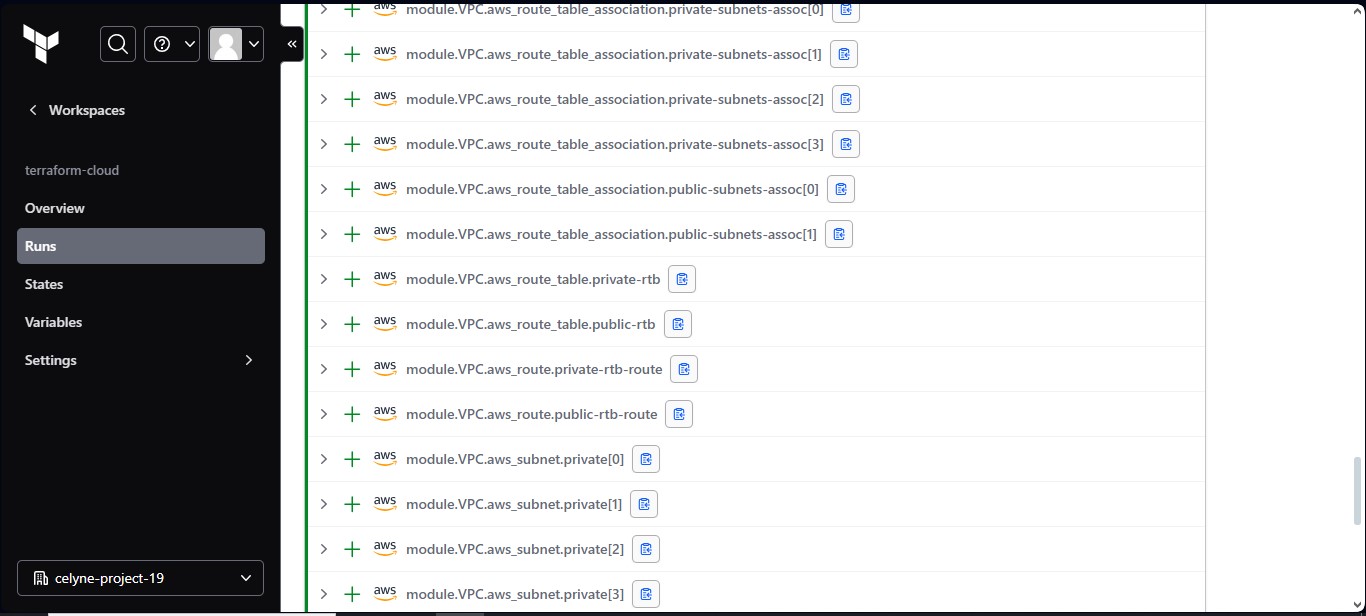 aws module.VPC.aws_route_table_association.private-subnets-assoc[0]
aws module.VPC.aws_route_table_association.private-subnets-assoc[1]
aws module.VPC.aws_route_table_association.private-subnets-assoc[2]
aws module.VPC.aws_route_table_association.private-subnets-assoc[3]
aws module.VPC.aws_route_table_association.public-subnets-assoc[0]
aws module.VPC.aws_route_table_association.public-subnets-assoc[1]
aws module.VPC.aws_route_table.private-rtb
aws module.VPC.aws_route_table.public-rtb
aws module.VPC.aws_route.private-rtb-route
aws module.VPC.aws_route.public-rtb-route
aws module.VPC.aws_subnet.private[0]
aws module.VPC.aws_subnet.private[1]
aws module.VPC.aws_subnet.private[2]
aws module.VPC.aws_subnet.private[3]
Workspaces
terraform-cloud
Overview
Runs
States
Variables
Settings
celyne-project-19